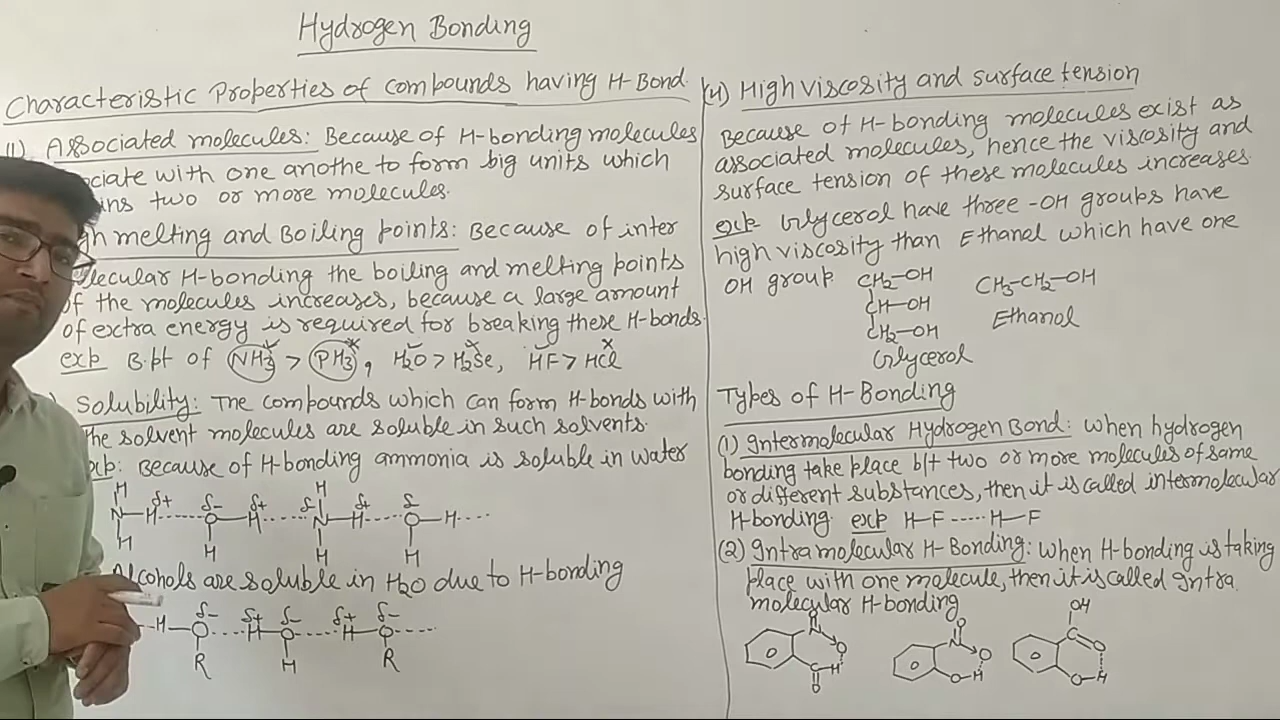 Hydrogen Bonding
Characteristic Properties of compounds having H-Bond
(1). Associated molecules: Because of H-bonding molecules
ciate with one anothe to form big units which
ins two or more molecules.
gh melting and Boiling points: Because of inter
lecular H-bonding the boiling and melting points
of the molecules increases, because a large amount
of extra energy is required for breaking these H-bonds.
exp B.pt of NH3 > PH3, H2O > H2Se, HF > HCl
) Solubility: The compounds which can form H-bonds with
the solvent molecules are soluble in such solvents.
exp: Because of H-bonding ammonia is soluble in water
H H
δ+ δ- δ+ δ- δ+ δ
N-H------O-H------N-H-----O-H----
H H H H
Alcohols are soluble in H2O due to H-bonding
δ- δ+ δ- δ+ δ-
--H-O----H-O-----H-O-----
R H R
(4) High viscosity and surface tension
Because of H-bonding molecules exist as
associated molecules, hence the viscosity and
surface tension of these molecules increases.
exp Glycerol have three -OH groups have
high viscosity than Ethanol which have one
OH group.
CH2-OH CH3-CH2-OH
CH-OH Ethanol
CH2-OH
Glycerol
Types of H-Bonding
(1) Intermolecular Hydrogen Bond: when hydrogen
bonding take place b/t two or more molecules of same
or different substances, then it is called intermolecular
H-bonding exp H-F-----H-F
(2) Intramolecular H-Bonding: when H-bonding is taking
place with one molecule, then it is called Intra
molecular H-bonding
O OH
N→O N→O C=O
C-H O-H O-H
O